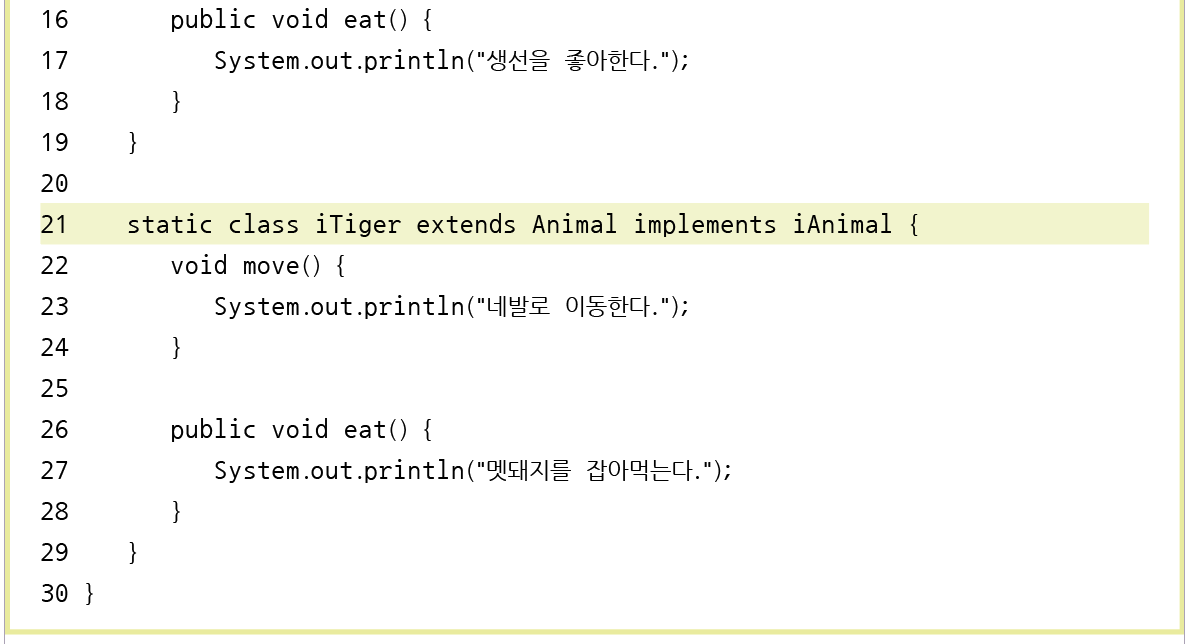 16 public void eat() {
17 System.out.println("생선을 좋아한다.");
18 }
19 }
20
21 static class iTiger extends Animal implements iAnimal {
22 void move() {
23 System.out.println("네발로 이동한다.");
24 }
25
26 public void eat() {
27 System.out.println("멧돼지를 잡아먹는다.");
28 }
29 }
30 }